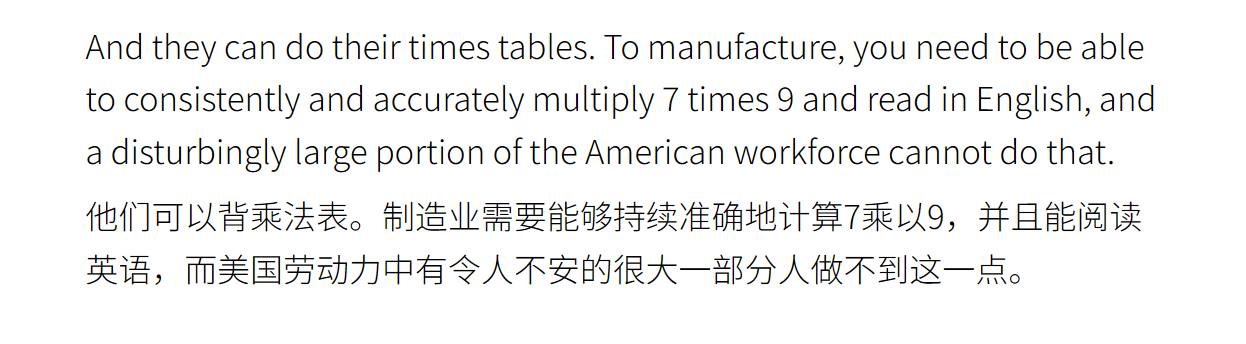 And they can do their times tables. To manufacture, you need to be able
to consistently and accurately multiply 7 times 9 and read in English, and
a disturbingly large portion of the American workforce cannot do that.
他们可以背乘法表。制造业需要能够持续准确地计算7乘以9，并且能阅读
英语，而美国劳动力中有令人不安的很大一部分人做不到这一点。